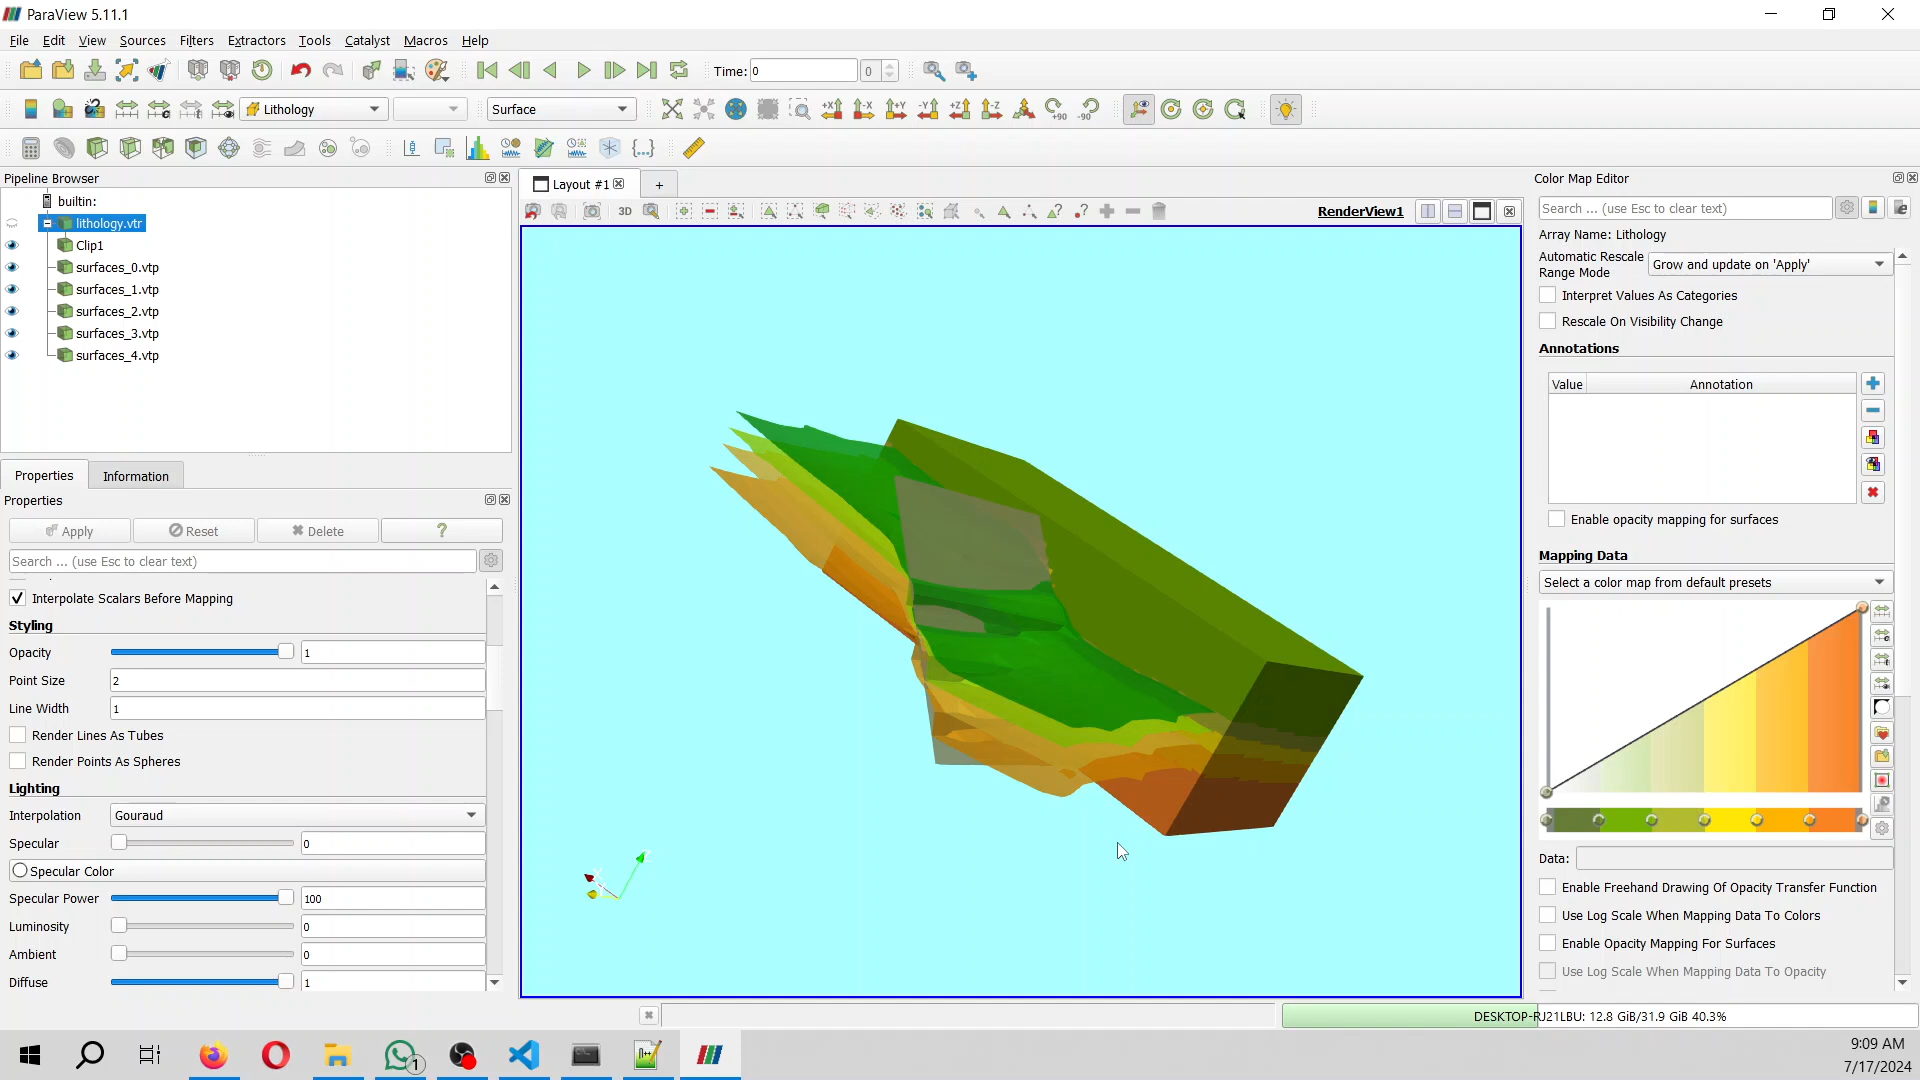 ParaView 5.11.1
File Edit View Sources Filters Extractors Tools Catalyst Macros Help
Time: 0 0
Lithology Surface +X -X +Y -Y +Z -Z +90 -90
Pipeline Browser
builtin:
lithology.vtr
Clip1
surfaces_0.vtp
surfaces_1.vtp
surfaces_2.vtp
surfaces_3.vtp
surfaces_4.vtp
Properties Information
Properties
Apply Reset Delete ?
Search ... (use Esc to clear text)
Interpolate Scalars Before Mapping
Styling
Opacity 1
Point Size 2
Line Width 1
Render Lines As Tubes
Render Points As Spheres
Lighting
Interpolation Gouraud
Specular 0
Specular Color
Specular Power 100
Luminosity 0
Ambient 0
Diffuse 1
Layout #1 +
3D RenderView1
Color Map Editor
Search ... (use Esc to clear text)
Array Name: Lithology
Automatic Rescale
Range Mode Grow and update on 'Apply'
Interpret Values As Categories
Rescale On Visibility Change
Annotations
Value Annotation
Enable opacity mapping for surfaces
Mapping Data
Select a color map from default presets
Data:
Enable Freehand Drawing Of Opacity Transfer Function
Use Log Scale When Mapping Data To Colors
Enable Opacity Mapping For Surfaces
Use Log Scale When Mapping Data To Opacity
DESKTOP-RJ21LBU: 12.8 GiB/31.9 GiB 40.3%
1
9:09 AM
7/17/2024